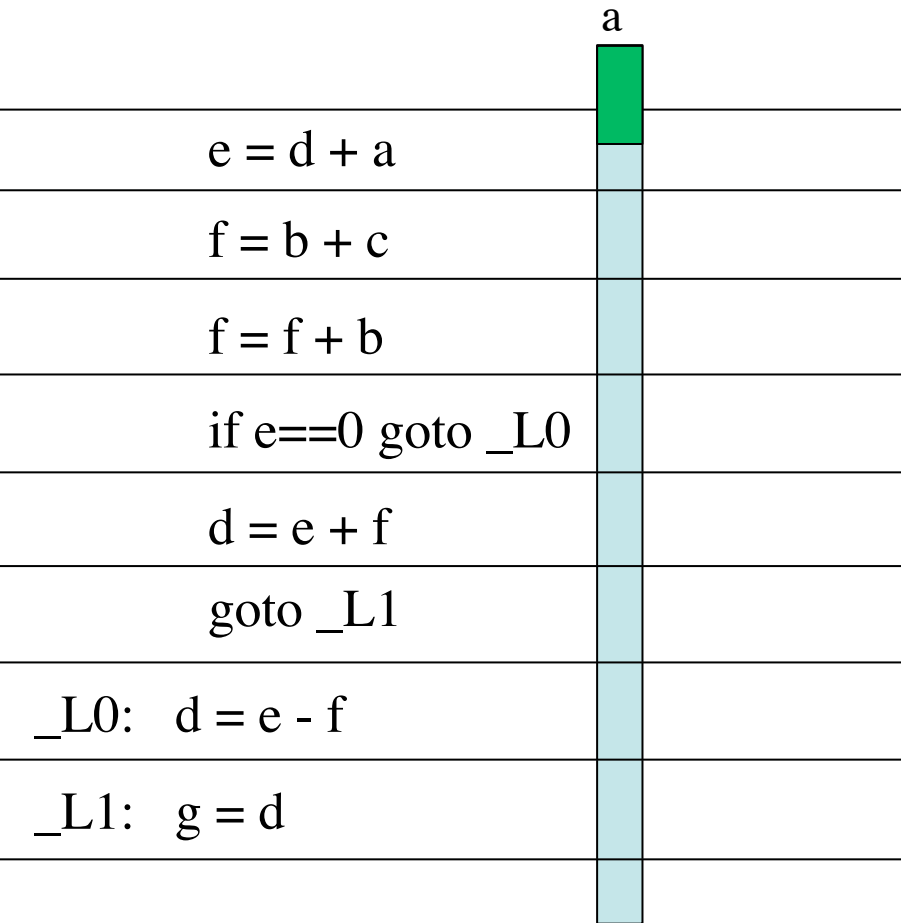 a
e = d + a
f = b + c
f = f + b
if e==0 goto _L0
d = e + f
goto _L1
_L0: d = e - f
_L1: g = d